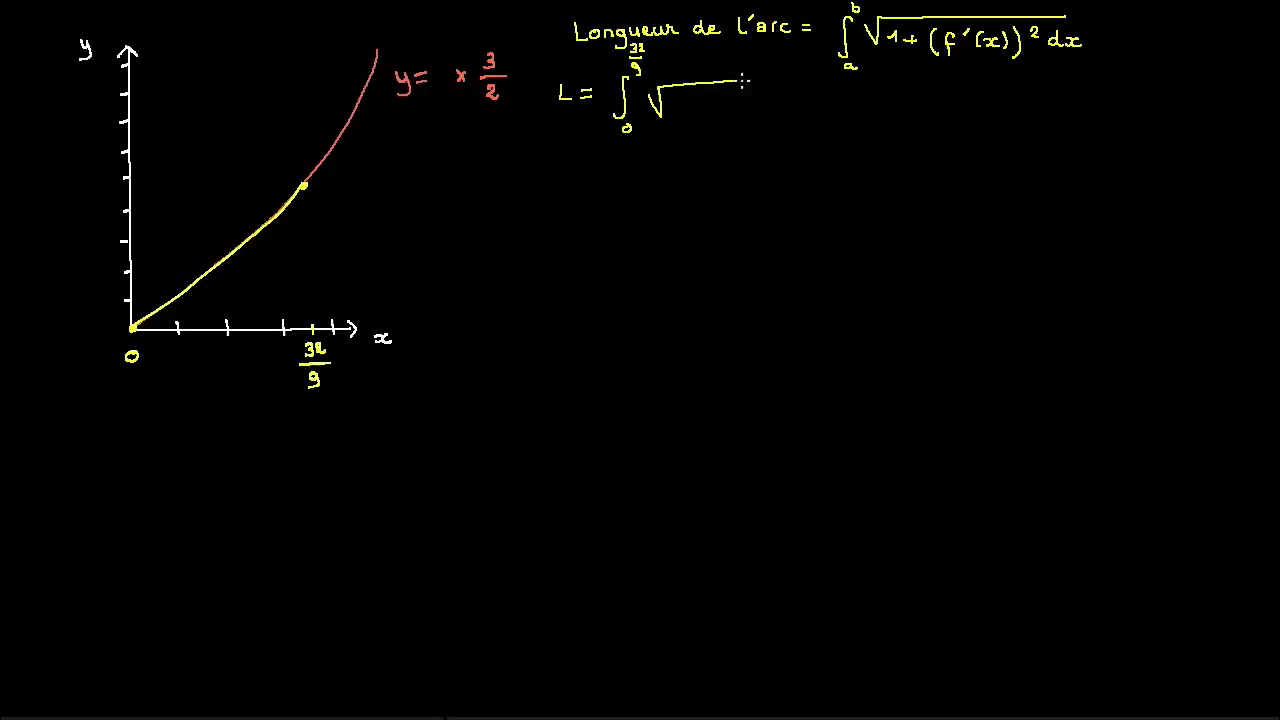 Longueur de l'arc = ∫ₐᵇ √(1+(f'(x))² dx
y
y= x^(3/2)
L = ∫₀^(32/9) √
x
0
32/9